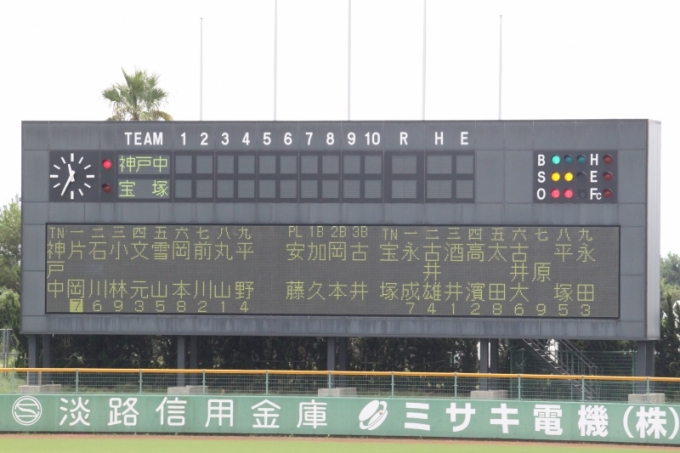 TEAM 1 2 3 4 5 6 7 8 9 10 R H E
神戸中
宝塚
B H
S E
O Fc
TN 神戸中
一 片岡 7
二 石川 6
三 小林 9
四 文元 3
五 雪山 5
六 岡本 8
七 前川 2
八 丸山 1
九 平野 4
PL 安藤
1B 加久
2B 岡本
3B 古井
TN 宝塚
一 永成 7
二 古井雄 4
三 酒井 1
四 高濱 2
五 太田 8
六 古井大 6
七 原 9
八 平塚 5
九 永田 3
淡路信用金庫
ミサキ電機(株)